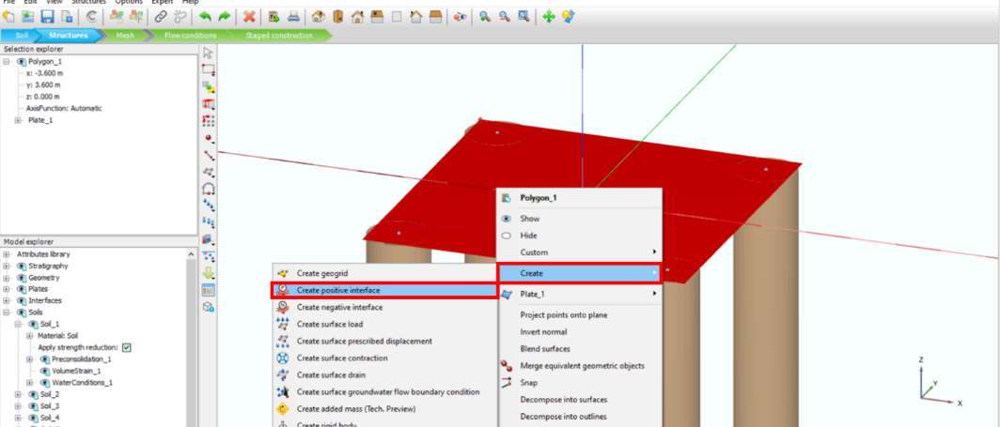 File Edit View Structures Options Expert Help
Soil Structures Mesh Flow conditions Staged construction
Selection explorer
Polygon_1
x: -3.600 m
y: 3.600 m
z: 0.000 m
AxisFunction: Automatic
Plate_1
Model explorer
Attributes library
Stratigraphy
Geometry
Plates
Interfaces
Soils
Soil_1
Material: Soil
Apply strength reduction:
Preconsolidation_1
VolumeStrain_1
WaterConditions_1
Soil_2
Soil_3
Soil_4
Create geogrid
Create positive interface
Create negative interface
Create surface load
Create surface prescribed displacement
Create surface contraction
Create surface drain
Create surface groundwater flow boundary condition
Create added mass (Tech. Preview)
Create rigid body
Polygon_1
Show
Hide
Custom
Create
Plate_1
Project points onto plane
Invert normal
Blend surfaces
Merge equivalent geometric objects
Snap
Decompose into surfaces
Decompose into outlines
Z
Y
X